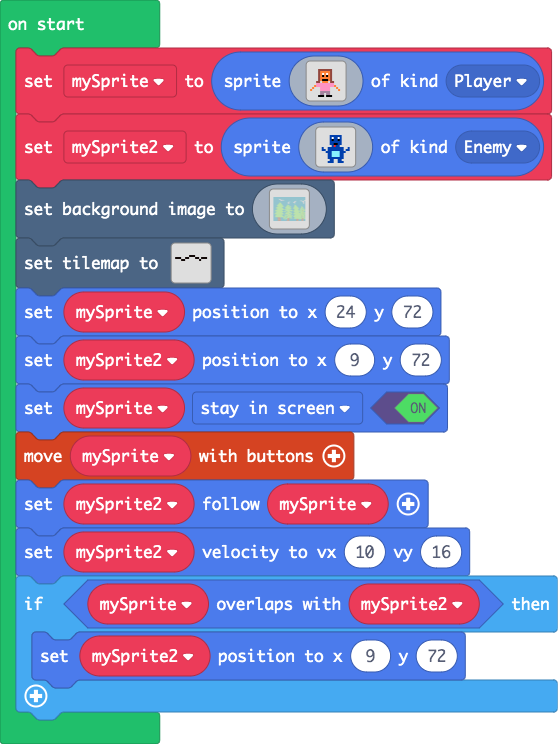 on start
set mySprite to sprite of kind Player
set mySprite2 to sprite of kind Enemy
set background image to
set tilemap to
set mySprite position to x 24 y 72
set mySprite2 position to x 9 y 72
set mySprite stay in screen ON
move mySprite with buttons
set mySprite2 follow mySprite
set mySprite2 velocity to vx 10 vy 16
if mySprite overlaps with mySprite2 then
set mySprite2 position to x 9 y 72